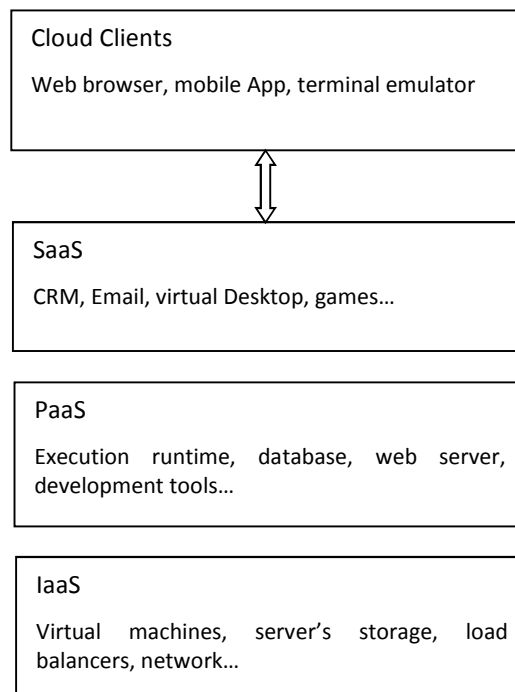 Cloud Clients
Web browser, mobile App, terminal emulator
SaaS
CRM, Email, virtual Desktop, games…
PaaS
Execution runtime, database, web server,
development tools…
IaaS
Virtual machines, server’s storage, load
balancers, network…